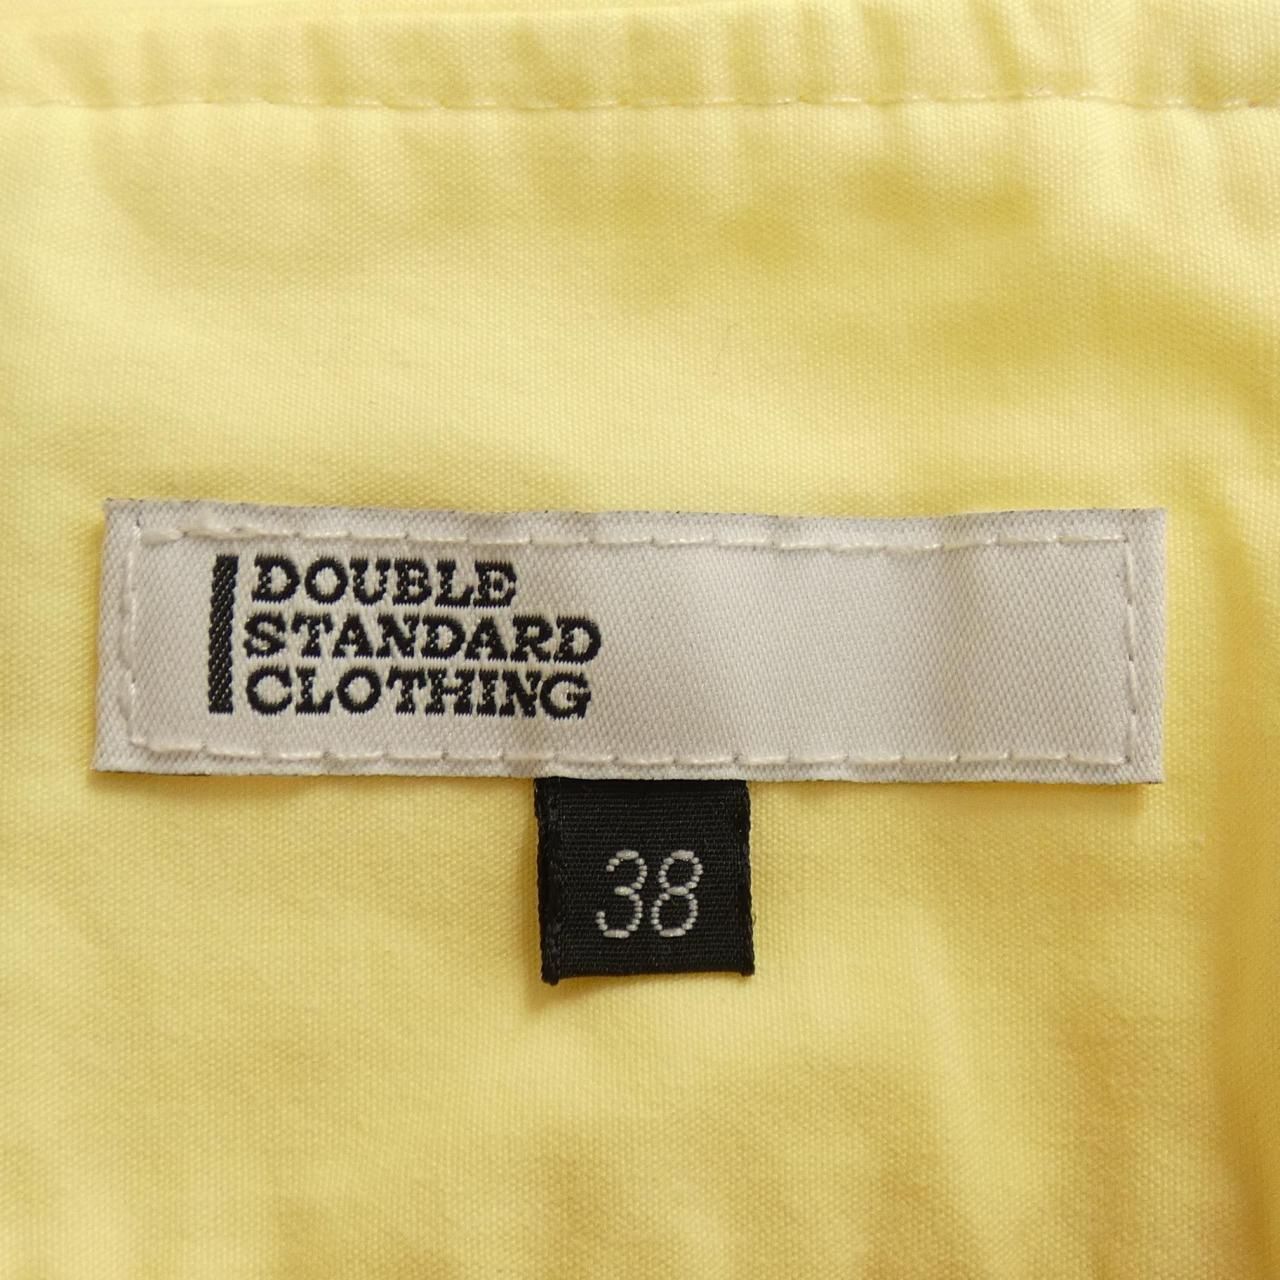 DOUBLE
STANDARD
CLOTHING
38